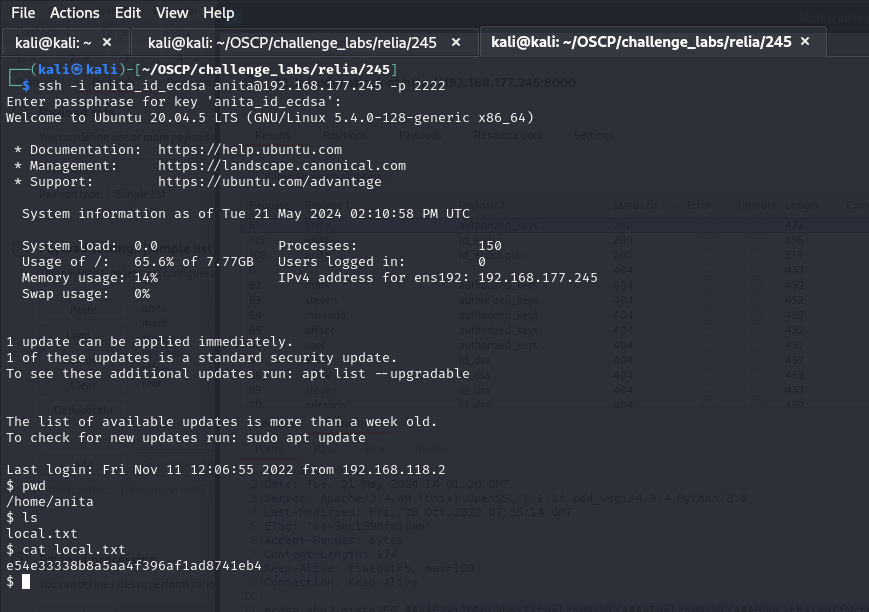 File Actions Edit View Help
kali@kali: ~ × kali@kali: ~/OSCP/challenge_labs/relia/245 × kali@kali: ~/OSCP/challenge_labs/relia/245 ×
┌──(kali㉿kali)-[~/OSCP/challenge_labs/relia/245]
└─$ ssh -i anita_id_ecdsa anita@192.168.177.245 -p 2222
Enter passphrase for key 'anita_id_ecdsa':
Welcome to Ubuntu 20.04.5 LTS (GNU/Linux 5.4.0-128-generic x86_64)
* Documentation: https://help.ubuntu.com
* Management: https://landscape.canonical.com
* Support: https://ubuntu.com/advantage
System information as of Tue 21 May 2024 02:10:58 PM UTC
System load: 0.0 Processes: 150
Usage of /: 65.6% of 7.77GB Users logged in: 0
Memory usage: 14% IPv4 address for ens192: 192.168.177.245
Swap usage: 0%
1 update can be applied immediately.
1 of these updates is a standard security update.
To see these additional updates run: apt list --upgradable
The list of available updates is more than a week old.
To check for new updates run: sudo apt update
Last login: Fri Nov 11 12:06:55 2022 from 192.168.118.2
$ pwd
/home/anita
$ ls
local.txt
$ cat local.txt
e54e33338b8a5aa4f396af1ad8741eb4
$